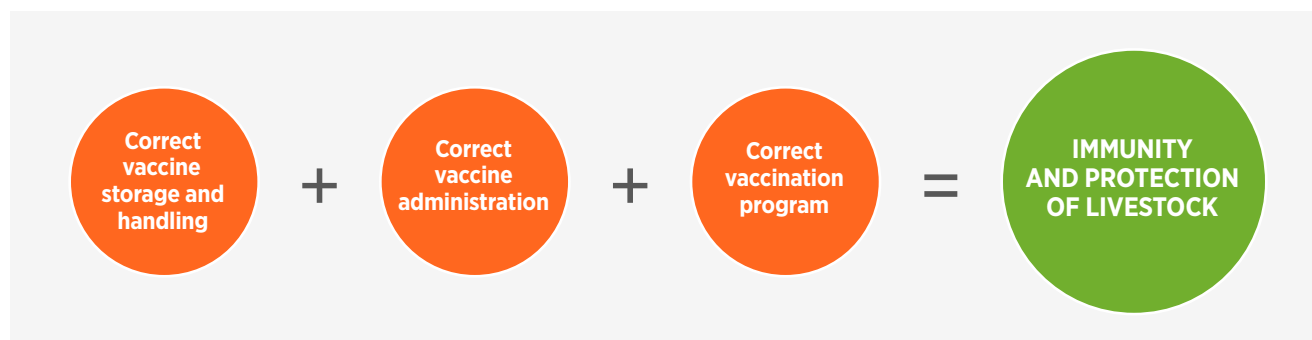 Correct
vaccine
storage and
handling
+
Correct
vaccine
administration
+
Correct
vaccination
program
=
IMMUNITY
AND PROTECTION
OF LIVESTOCK